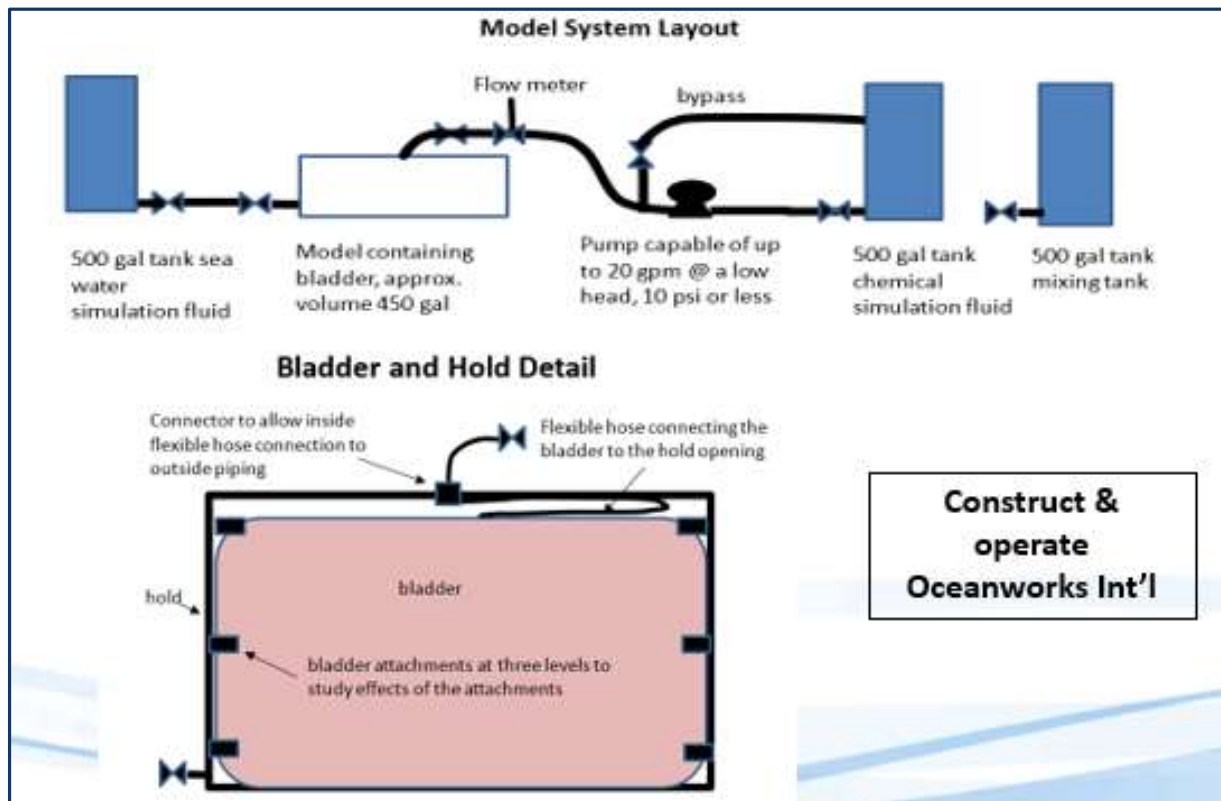 Model System Layout
Flow meter
bypass
500 gal tank sea
water
simulation fluid
Model containing
bladder, approx.
volume 450 gal
Pump capable of up
to 20 gpm @ a low
head, 10 psi or less
500 gal tank
chemical
simulation fluid
500 gal tank
mixing tank
Bladder and Hold Detail
Connector to allow inside
flexible hose connection to
outside piping
Flexible hose connecting the
bladder to the hold opening
hold
bladder
bladder attachments at three levels to
study effects of the attachments
Construct &
operate
Oceanworks Int'l